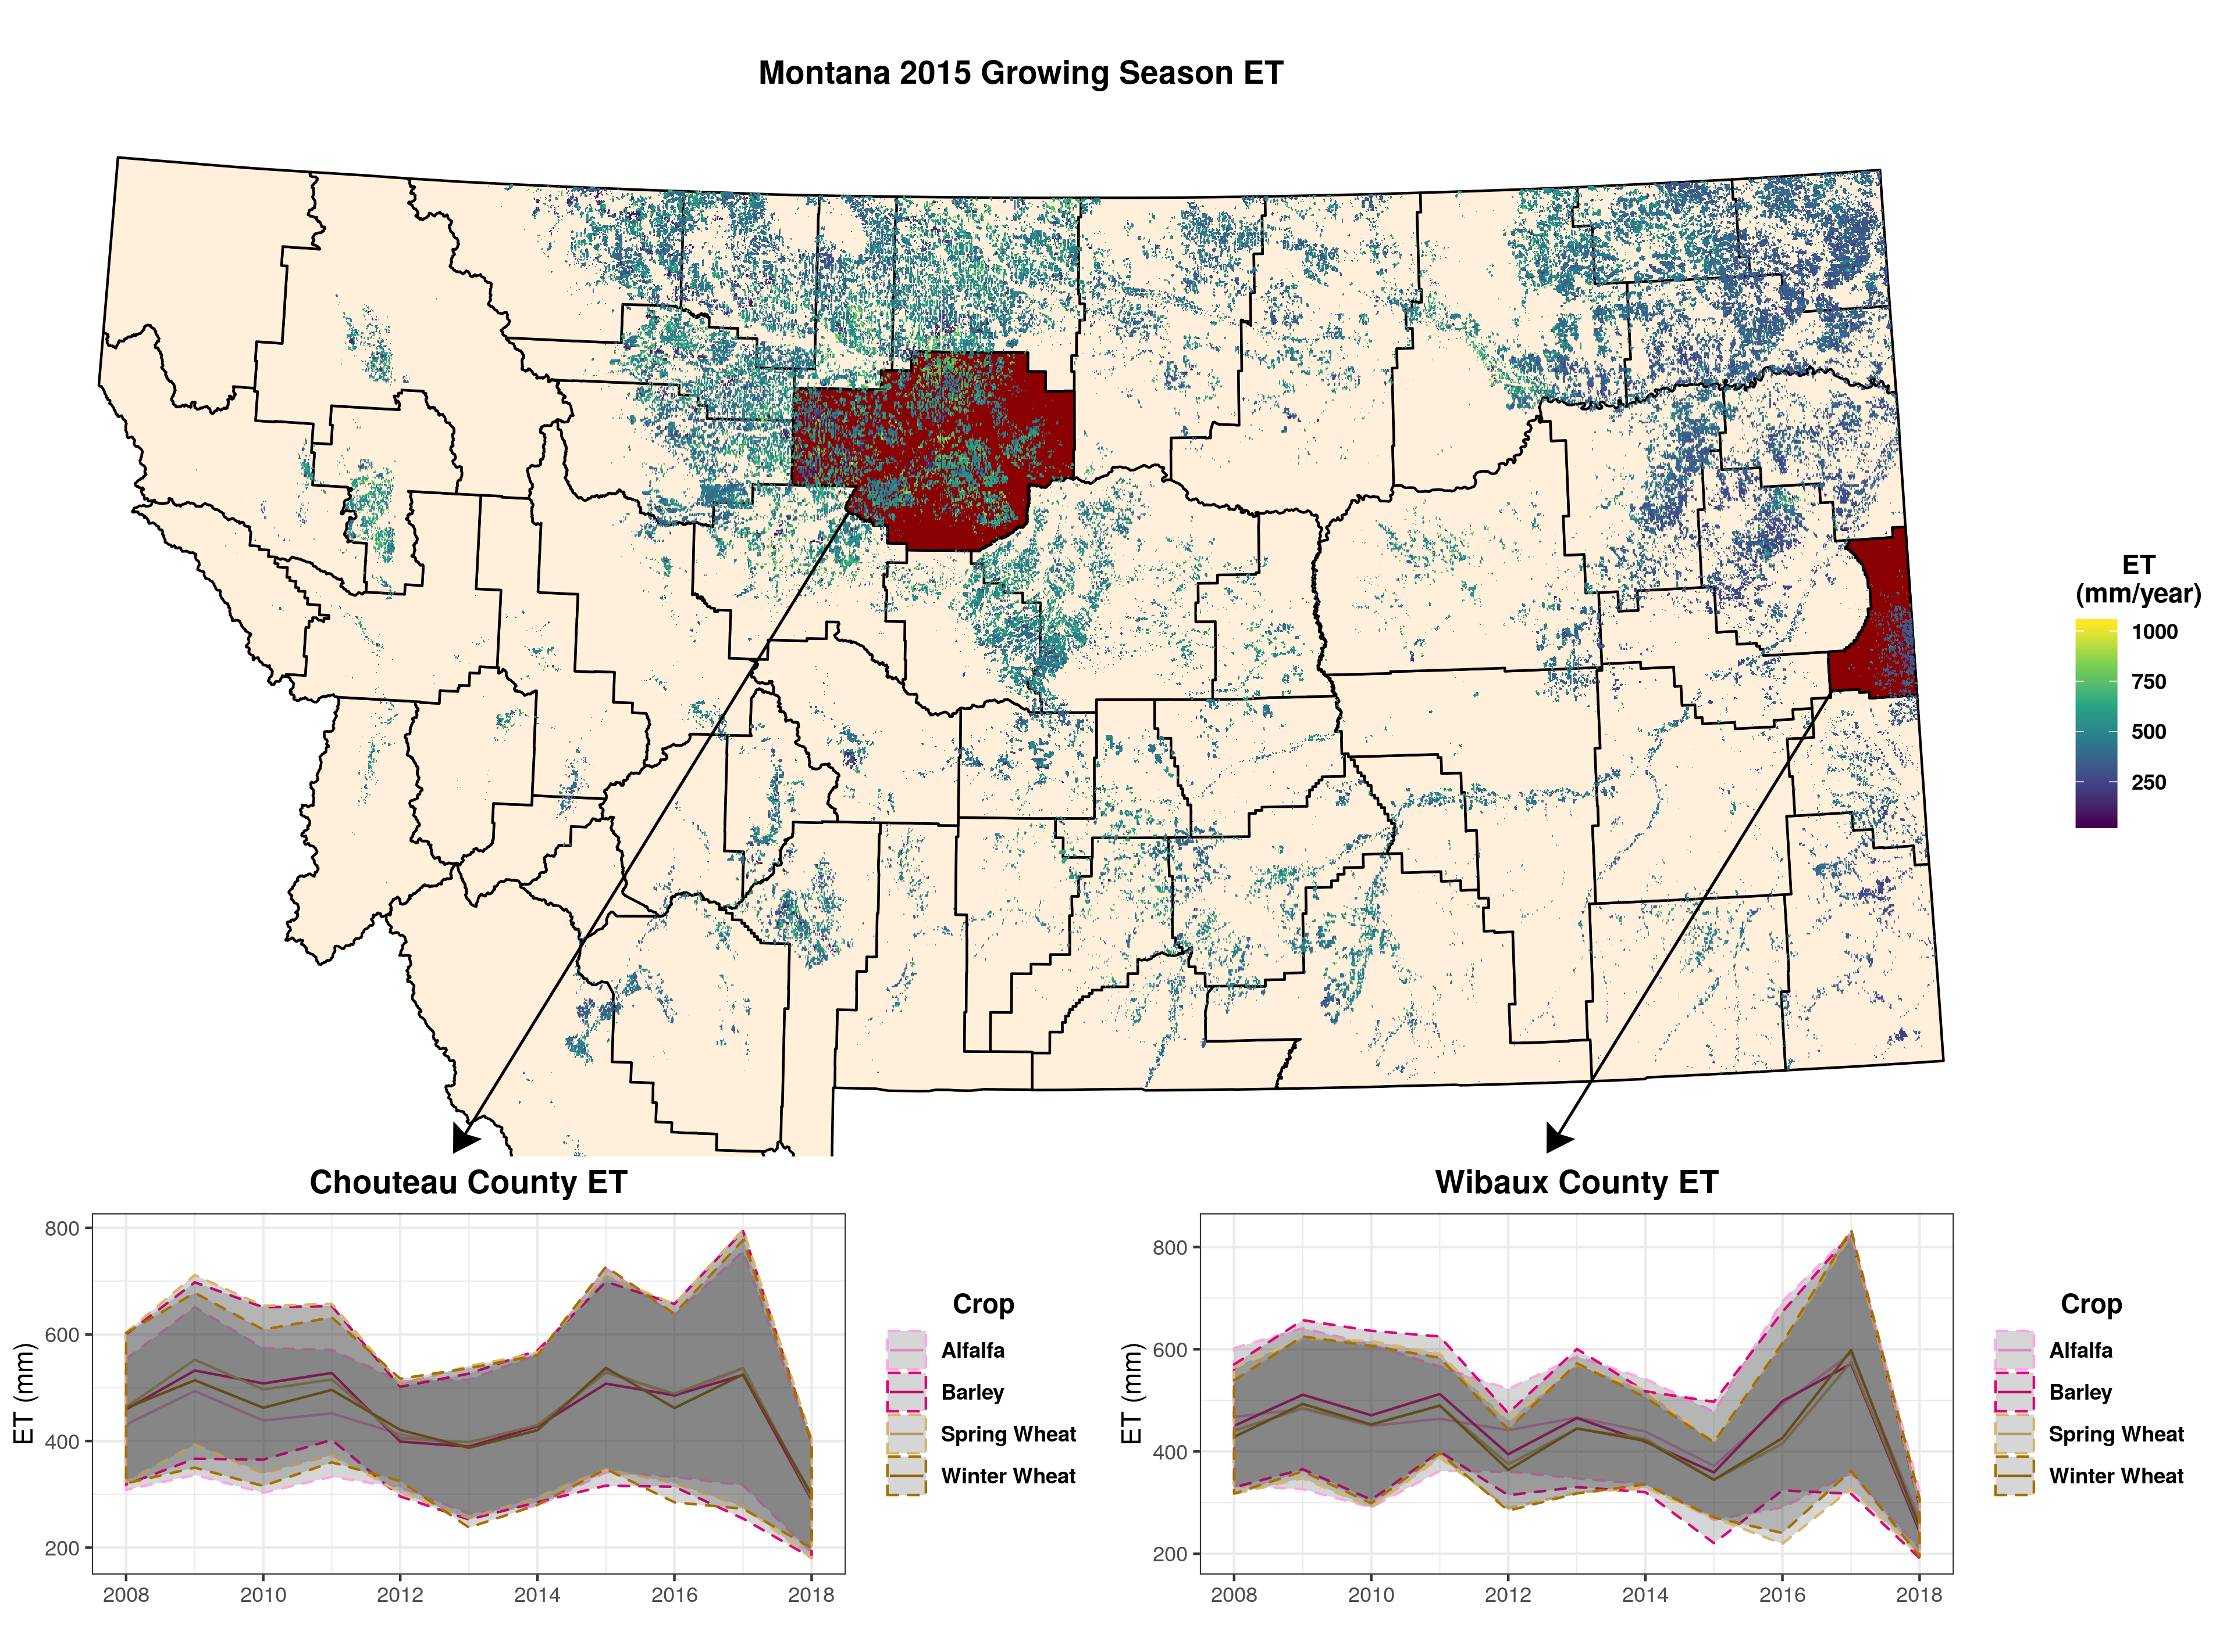 Montana 2015 Growing Season ET
ET
(mm/year)
1000
750
500
250
Chouteau County ET
ET (mm)
800
600
400
200
2008
2010
2012
2014
2016
2018
Crop
Alfalfa
Barley
Spring Wheat
Winter Wheat
Wibaux County ET
ET (mm)
800
600
400
200
2008
2010
2012
2014
2016
2018
Crop
Alfalfa
Barley
Spring Wheat
Winter Wheat